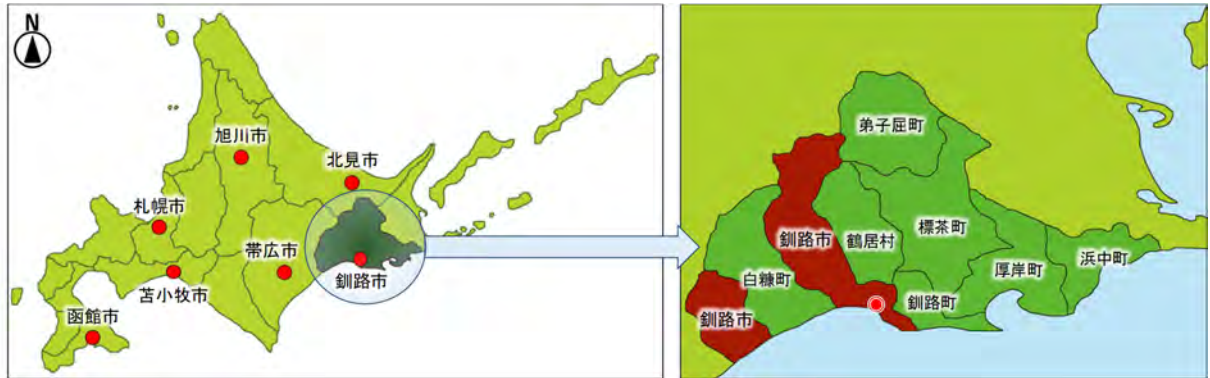 N
旭川市
北見市
札幌市
帯広市
釧路市
苫小牧市
函館市
弟子屈町
標茶町
釧路市
鶴居村
浜中町
厚岸町
白糠町
釧路町
釧路市